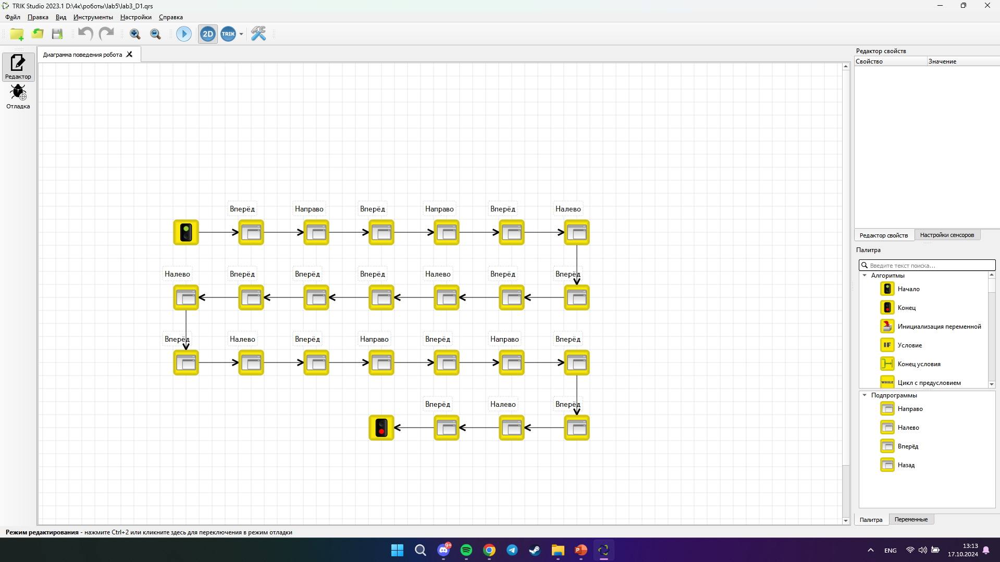 TRIK Studio 2023.1 D:\4к\роботы\lab5\lab3_D1.qrs
Файл Правка Вид Инструменты Настройки Справка
2D TRIK
Диаграмма поведения робота
Редактор
Отладка
Вперёд Направо Вперёд Направо Вперёд Налево
Налево Вперёд Вперёд Вперёд Налево Вперёд Вперёд
Вперёд Налево Вперёд Направо Вперёд Направо Вперёд
Вперёд Налево Вперёд
Редактор свойств
Свойство Значение
Редактор свойств Настройки сенсоров
Палитра
Введите текст поиска...
Алгоритмы
Начало
Конец
Инициализация переменной
IF Условие
Конец условия
WHILE Цикл с предусловием
Подпрограммы
Направо
Налево
Вперёд
Назад
Палитра Переменные
Режим редактирования - нажмите Ctrl+2 или кликните здесь для переключения в режим отладки
9+
P
ENG
13:13
17.10.2024